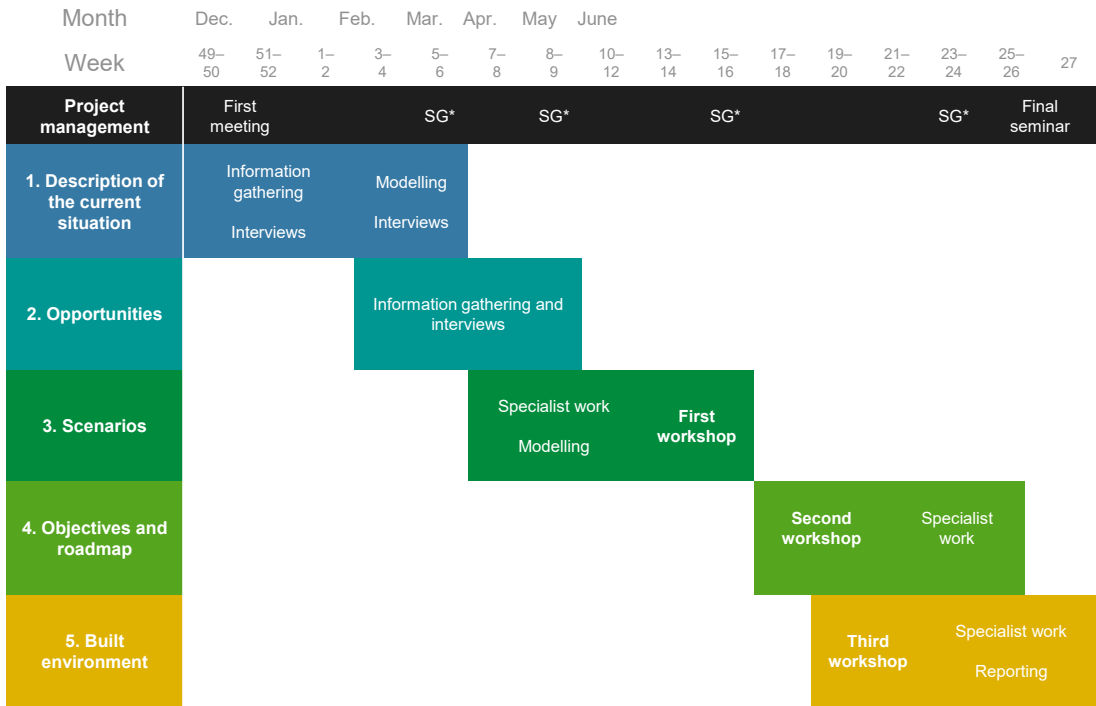 Month Dec. Jan. Feb. Mar. Apr. May June
Week 49– 51– 1– 3– 5– 7– 8– 10– 13– 15– 17– 19– 21– 23– 25– 27
50 52 2 4 6 8 9 12 14 16 18 20 22 24 26
Project
management
First
meeting
SG*
SG*
SG*
SG*
Final
seminar
1. Description of
the current
situation
Information
gathering
Interviews
Modelling
Interviews
2. Opportunities
Information gathering and
interviews
3. Scenarios
Specialist work
Modelling
First
workshop
4. Objectives and
roadmap
Second
workshop
Specialist
work
5. Built
environment
Third
workshop
Specialist work
Reporting